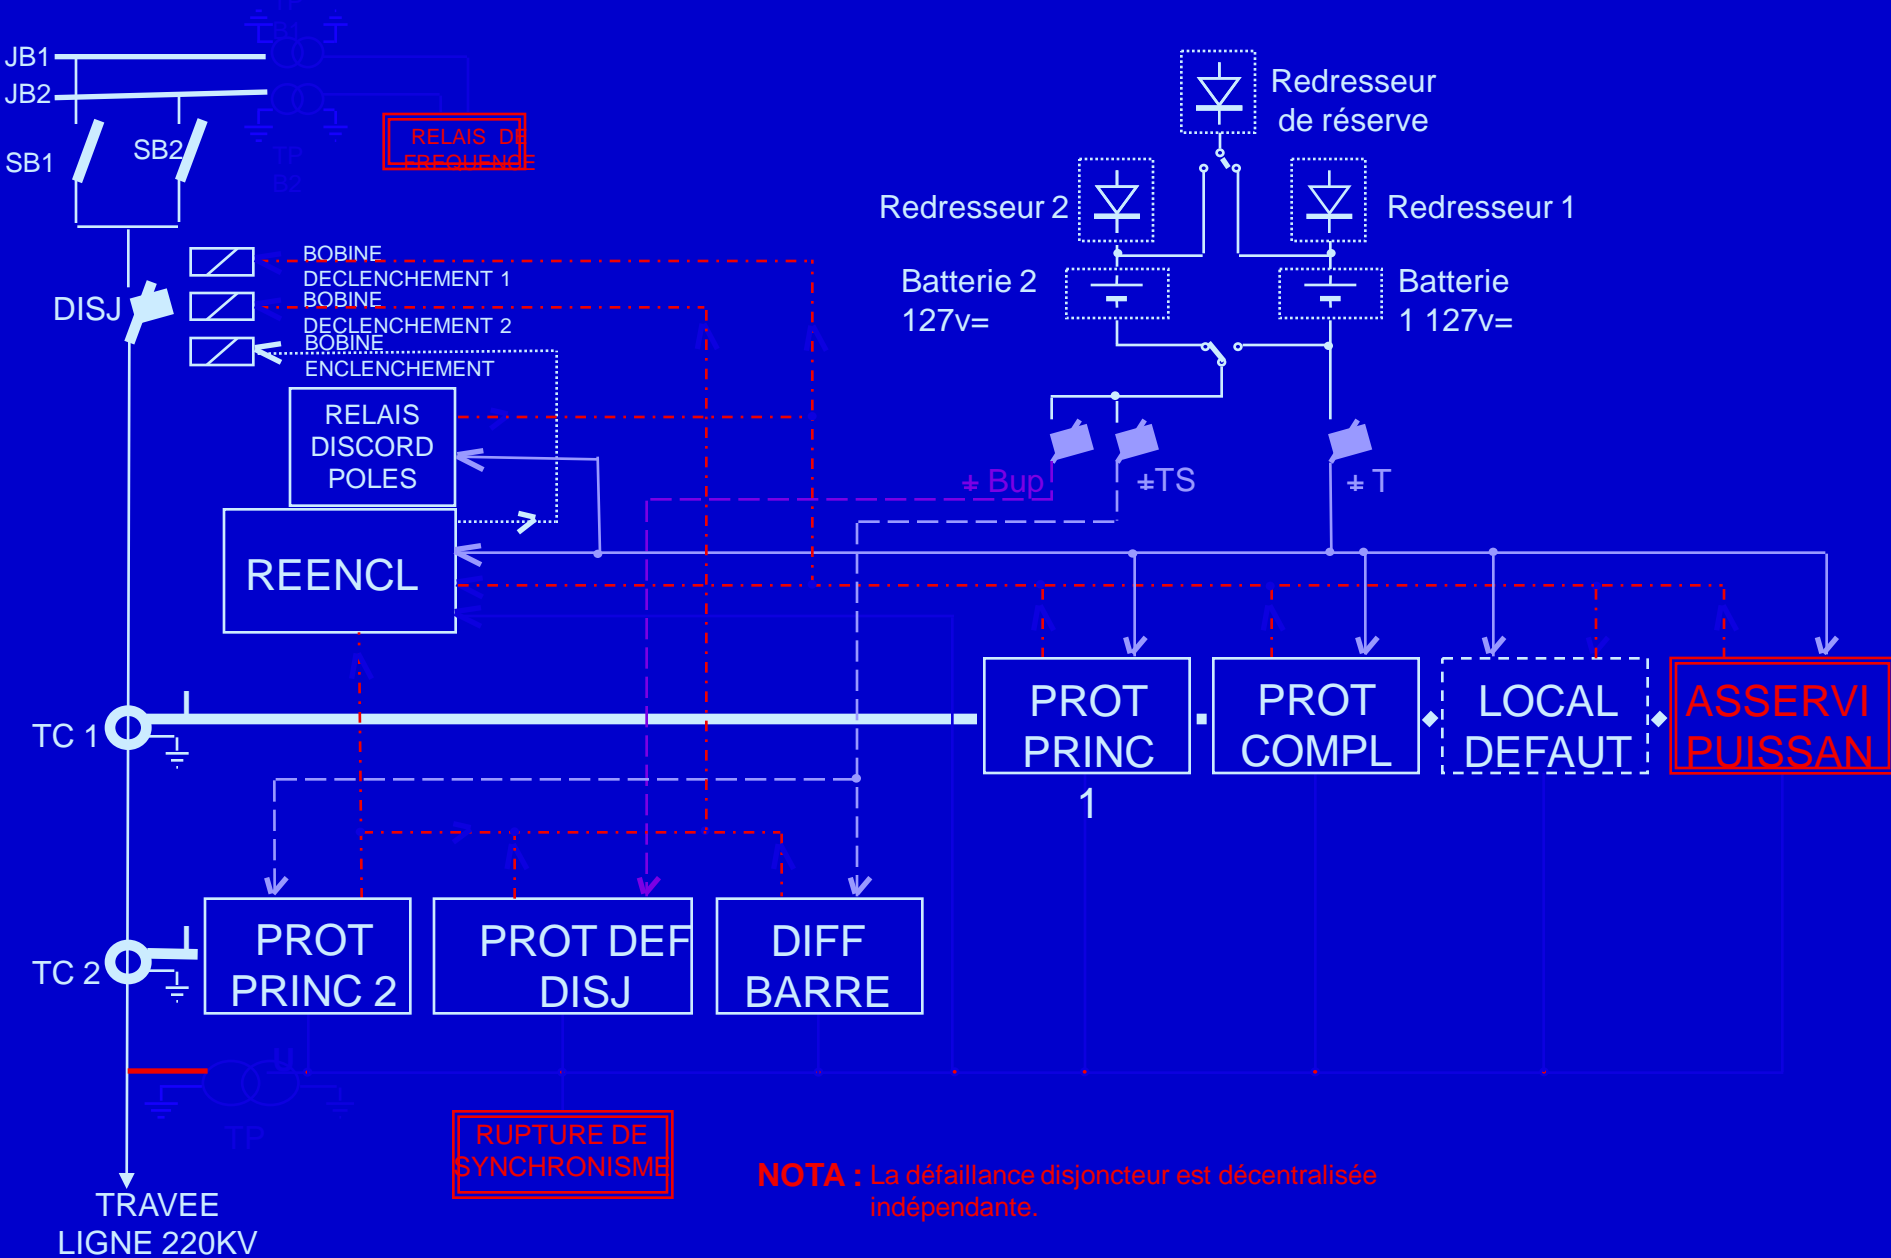 TP
B1
JB1
JB2
RELAIS DE
FREQUENCE
SB1
SB2
TP
B2
Redresseur
de réserve
Redresseur 2
Redresseur 1
BOBINE
DECLENCHEMENT 1
BOBINE
DECLENCHEMENT 2
BOBINE
ENCLENCHEMENT
DISJ
Batterie 2
127v=
Batterie
1 127v=
RELAIS
DISCORD
POLES
± Bup
±TS
± T
REENCL
TC 1
I
PROT
PRINC
1
PROT
COMPL
LOCAL
DEFAUT
ASSERVI
PUISSAN
TC 2
I
PROT
PRINC 2
PROT DEF
DISJ
DIFF
BARRE
U
TP
RUPTURE DE
SYNCHRONISME
NOTA : La défaillance disjoncteur est décentralisée
indépendante.
TRAVEE
LIGNE 220KV